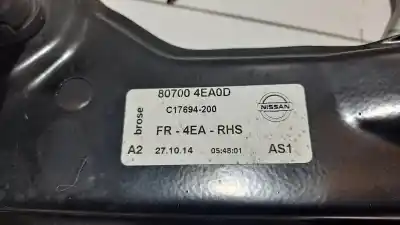 80700 4EA0D
C17694-200
brose
NISSAN
FR - 4EA - RHS
A2 27.10.14 05:48:01 AS1